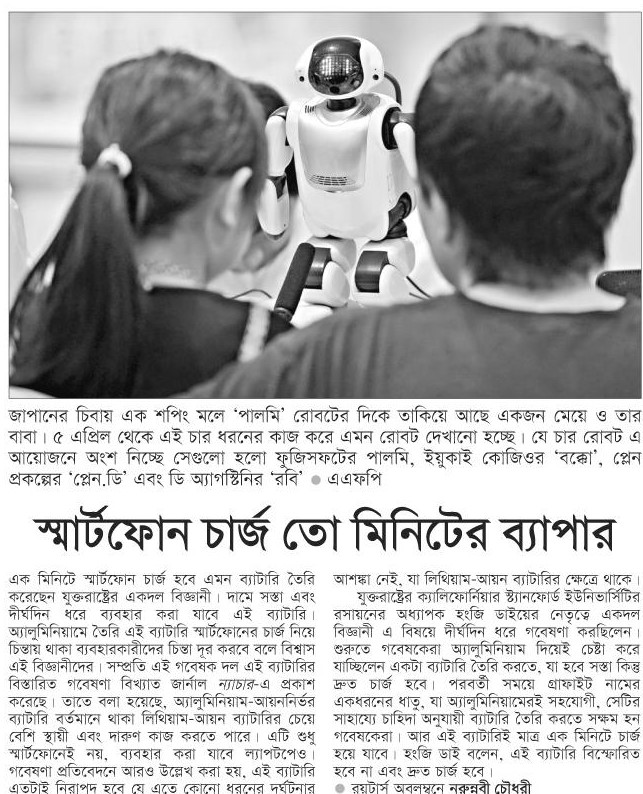 জাপানের চিবায় এক শপিং মলে ‘পালমি’ রোবটের দিকে তাকিয়ে আছে একজন মেয়ে ও তার
বাবা। ৫ এপ্রিল থেকে এই চার ধরনের কাজ করে এমন রোবট দেখানো হচ্ছে। যে চার রোবট এ
আয়োজনে অংশ নিচ্ছে সেগুলো হলো ফুজিসফটের পালমি, ইয়ুকাই কোজিওর ‘বক্কো’, প্লেন
প্রকল্পের ‘প্লেন.ডি’ এবং ডি অ্যাগস্টিনির ‘রবি’ ● এএফপি
স্মার্টফোন চার্জ তো মিনিটের ব্যাপার
এক মিনিটে স্মার্টফোন চার্জ হবে এমন ব্যাটারি তৈরি
করেছেন যুক্তরাষ্ট্রের একদল বিজ্ঞানী। দামে সস্তা এবং
দীর্ঘদিন ধরে ব্যবহার করা যাবে এই ব্যাটারি।
অ্যালুমিনিয়ামে তৈরি এই ব্যাটারি স্মার্টফোনের চার্জ নিয়ে
চিন্তায় থাকা ব্যবহারকারীদের চিন্তা দূর করবে বলে বিশ্বাস
এই বিজ্ঞানীদের। সম্প্রতি এই গবেষক দল এই ব্যাটারির
বিস্তারিত গবেষণা বিখ্যাত জার্নাল ন্যাচার-এ প্রকাশ
করেছে। তাতে বলা হয়েছে, অ্যালুমিনিয়াম-আয়ননির্ভর
ব্যাটারি বর্তমানে থাকা লিথিয়াম-আয়ন ব্যাটারির চেয়ে
বেশি স্থায়ী এবং দারুণ কাজ করতে পারে। এটি শুধু
স্মার্টফোনেই নয়, ব্যবহার করা যাবে ল্যাপটপেও।
গবেষণা প্রতিবেদনে আরও উল্লেখ করা হয়, এই ব্যাটারি
এতটাই নিরাপদ হবে যে এতে কোনো ধরনের দুর্ঘটনার
আশঙ্কা নেই, যা লিথিয়াম-আয়ন ব্যাটারির ক্ষেত্রে থাকে।
যুক্তরাষ্ট্রের ক্যালিফোর্নিয়ার স্ট্যানফোর্ড ইউনিভার্সিটির
রসায়নের অধ্যাপক হংজি ডাইয়ের নেতৃত্বে একদল
বিজ্ঞানী এ বিষয়ে দীর্ঘদিন ধরে গবেষণা করছিলেন।
শুরুতে গবেষকেরা অ্যালুমিনিয়াম দিয়েই চেষ্টা করে
যাচ্ছিলেন একটা ব্যাটারি তৈরি করতে, যা হবে সস্তা কিন্তু
দ্রুত চার্জ হবে। পরবর্তী সময়ে গ্রাফাইট নামের
একধরনের ধাতু, যা অ্যালুমিনিয়ামেরই সহযোগী, সেটির
সাহায্যে চাহিদা অনুযায়ী ব্যাটারি তৈরি করতে সক্ষম হন
গবেষকেরা। আর এই ব্যাটারিই মাত্র এক মিনিটে চার্জ
হয়ে যাবে। হংজি ডাই বলেন, এই ব্যাটারি বিস্ফোরিত
হবে না এবং দ্রুত চার্জ হবে।
● রয়টার্স অবলম্বনে নরুন্নবী চৌধুরী